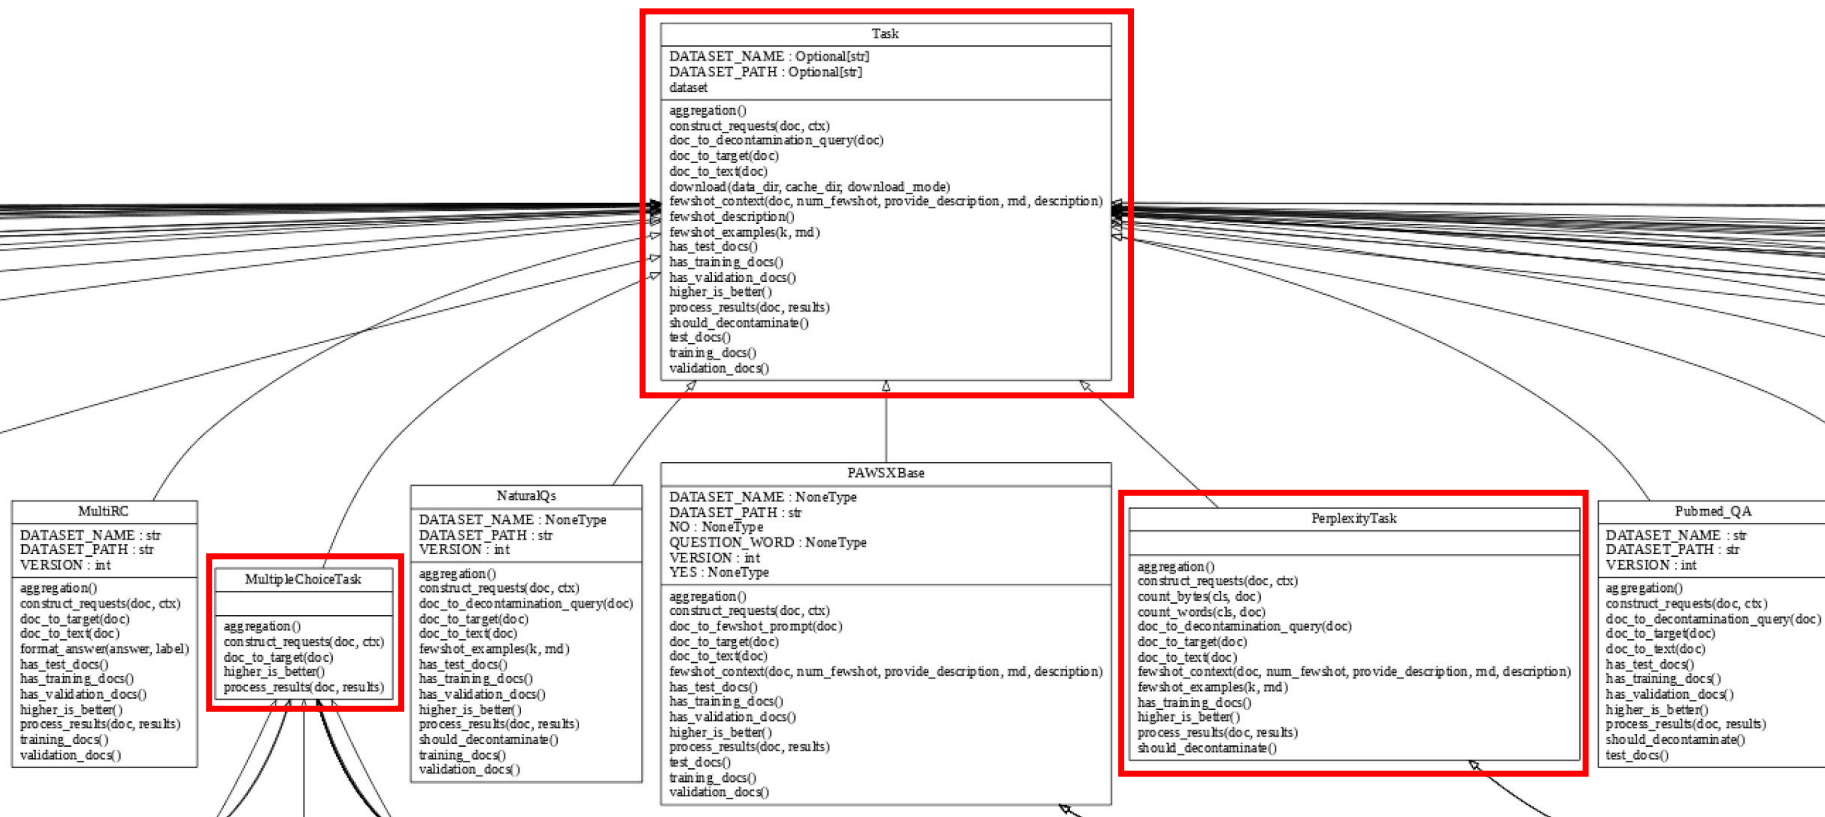 Task
DATASET_NAME : Optional[str]
DATASET_PATH : Optional[str]
dataset
aggregation()
construct_requests(doc, ctx)
doc_to_decontamination_query(doc)
doc_to_target(doc)
doc_to_text(doc)
download(data_dir, cache_dir, download_mode)
fewshot_context(doc, num_fewshot, provide_description, rnd, description)
fewshot_description()
fewshot_examples(k, rnd)
has_test_docs()
has_training_docs()
has_validation_docs()
higher_is_better()
process_results(doc, results)
should_decontaminate()
test_docs()
training_docs()
validation_docs()
MultiRC
DATASET_NAME : str
DATASET_PATH : str
VERSION : int
aggregation()
construct_requests(doc, ctx)
doc_to_target(doc)
doc_to_text(doc)
format_answer(answer, label)
has_test_docs()
has_training_docs()
has_validation_docs()
higher_is_better()
process_results(doc, results)
training_docs()
validation_docs()
MultipleChoiceTask
aggregation()
construct_requests(doc, ctx)
doc_to_target(doc)
higher_is_better()
process_results(doc, results)
NaturalQs
DATASET_NAME : NoneType
DATASET_PATH : str
VERSION : int
aggregation()
construct_requests(doc, ctx)
doc_to_decontamination_query(doc)
doc_to_target(doc)
doc_to_text(doc)
fewshot_examples(k, rnd)
has_test_docs()
has_training_docs()
has_validation_docs()
higher_is_better()
process_results(doc, results)
should_decontaminate()
training_docs()
validation_docs()
PAWSXBase
DATASET_NAME : NoneType
DATASET_PATH : str
NO : NoneType
QUESTION_WORD : NoneType
VERSION : int
YES : NoneType
aggregation()
construct_requests(doc, ctx)
doc_to_fewshot_prompt(doc)
doc_to_target(doc)
doc_to_text(doc)
fewshot_context(doc, num_fewshot, provide_description, rnd, description)
has_test_docs()
has_training_docs()
has_validation_docs()
higher_is_better()
process_results(doc, results)
test_docs()
training_docs()
validation_docs()
PerplexityTask
aggregation()
construct_requests(doc, ctx)
count_bytes(cls, doc)
count_words(cls, doc)
doc_to_decontamination_query(doc)
doc_to_target(doc)
doc_to_text(doc)
fewshot_context(doc, num_fewshot, provide_description, rnd, description)
fewshot_examples(k, rnd)
has_training_docs()
higher_is_better()
process_results(doc, results)
should_decontaminate()
Pubmed_QA
DATASET_NAME : str
DATASET_PATH : str
VERSION : int
aggregation()
construct_requests(doc, ctx)
doc_to_decontamination_query(doc)
doc_to_target(doc)
doc_to_text(doc)
has_test_docs()
has_training_docs()
has_validation_docs()
higher_is_better()
process_results(doc, results)
should_decontaminate()
test_docs()